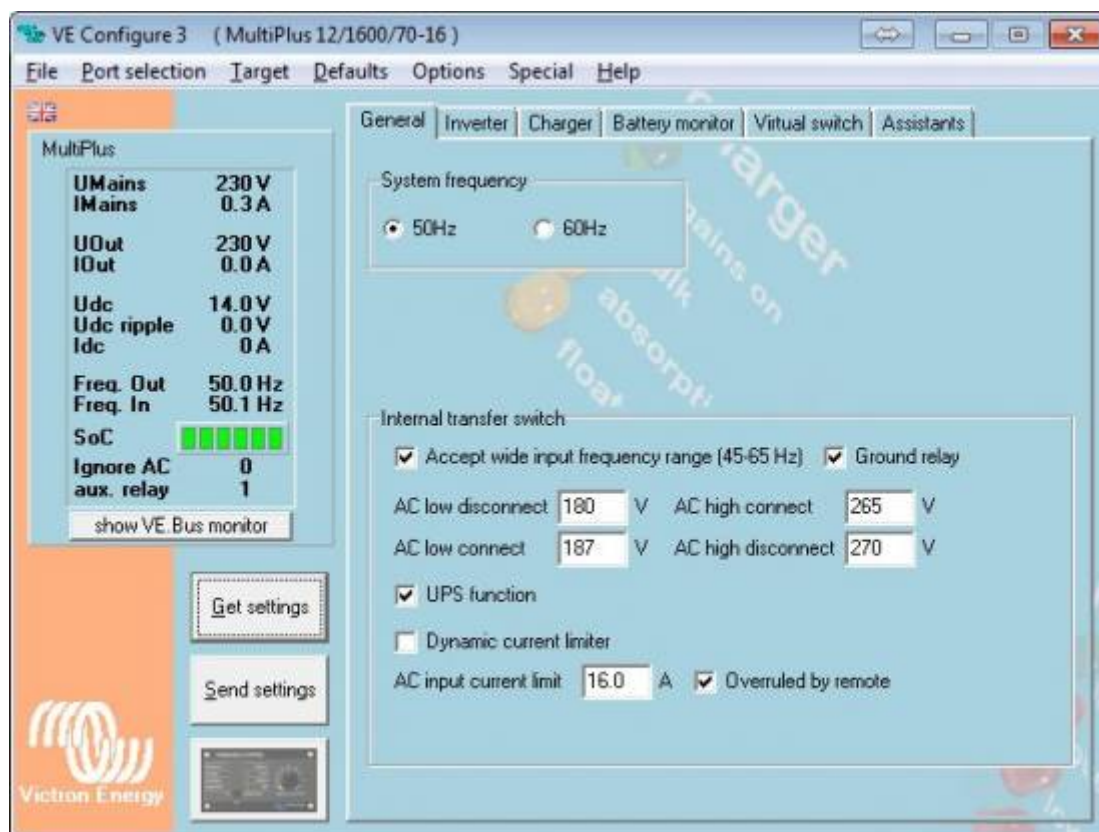 VE Configure 3 ( MultiPlus 12/1600/70-16 )
File Port selection Target Defaults Options Special Help
MultiPlus
UMains 230 V
IMains 0.3 A
UOut 230 V
IOut 0.0 A
Udc 14.0 V
Udc ripple 0.0 V
Idc 0 A
Freq. Out 50.0 Hz
Freq. In 50.1 Hz
SoC
Ignore AC 0
aux. relay 1
show VE.Bus monitor
Get settings
Send settings
Victron Energy
General Inverter Charger Battery monitor Virtual switch Assistants
System frequency
50Hz 60Hz
Charger
mains on
bulk
absorpti
float
Internal transfer switch
Accept wide input frequency range (45-65 Hz) Ground relay
AC low disconnect 180 V AC high connect 265 V
AC low connect 187 V AC high disconnect 270 V
UPS function
Dynamic current limiter
AC input current limit 16.0 A Overruled by remote